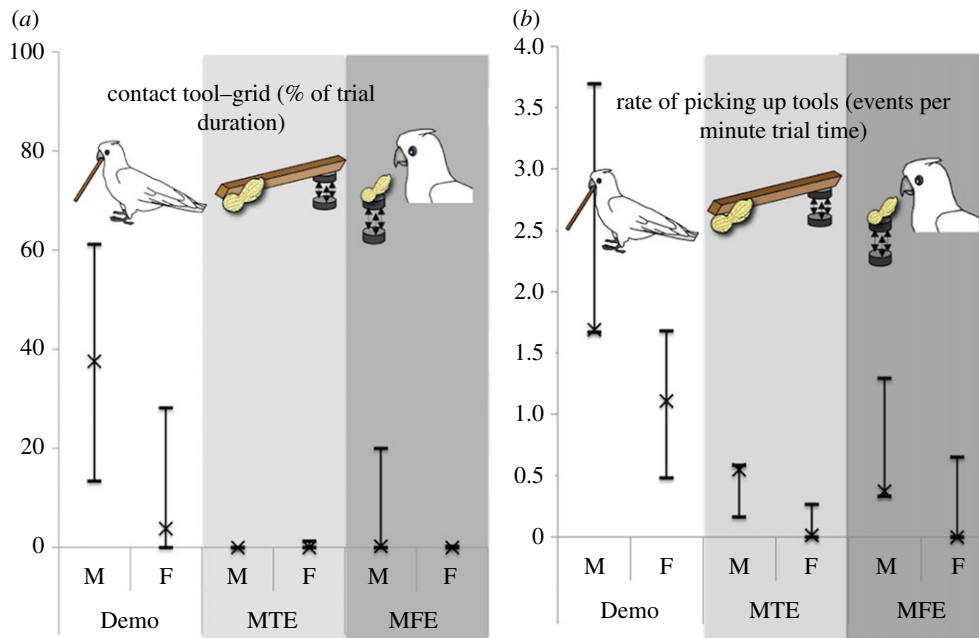 (a)
100
80
60
40
20
0
contact tool–grid (% of trial
duration)
M F M F M F
Demo MTE MFE
(b)
4.0
3.5
3.0
2.5
2.0
1.5
1.0
0.5
0
rate of picking up tools (events per
minute trial time)
M F M F M F
Demo MTE MFE